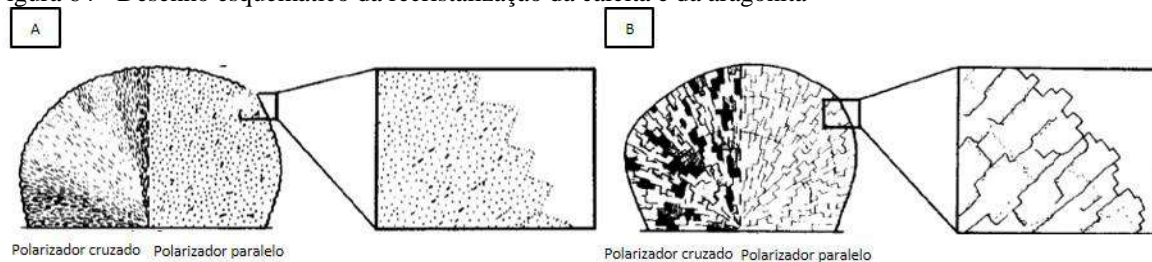 Desenho esquemático da recristalização da calcita e da aragonita
A
B
Polarizador cruzado Polarizador paralelo
Polarizador cruzado Polarizador paralelo